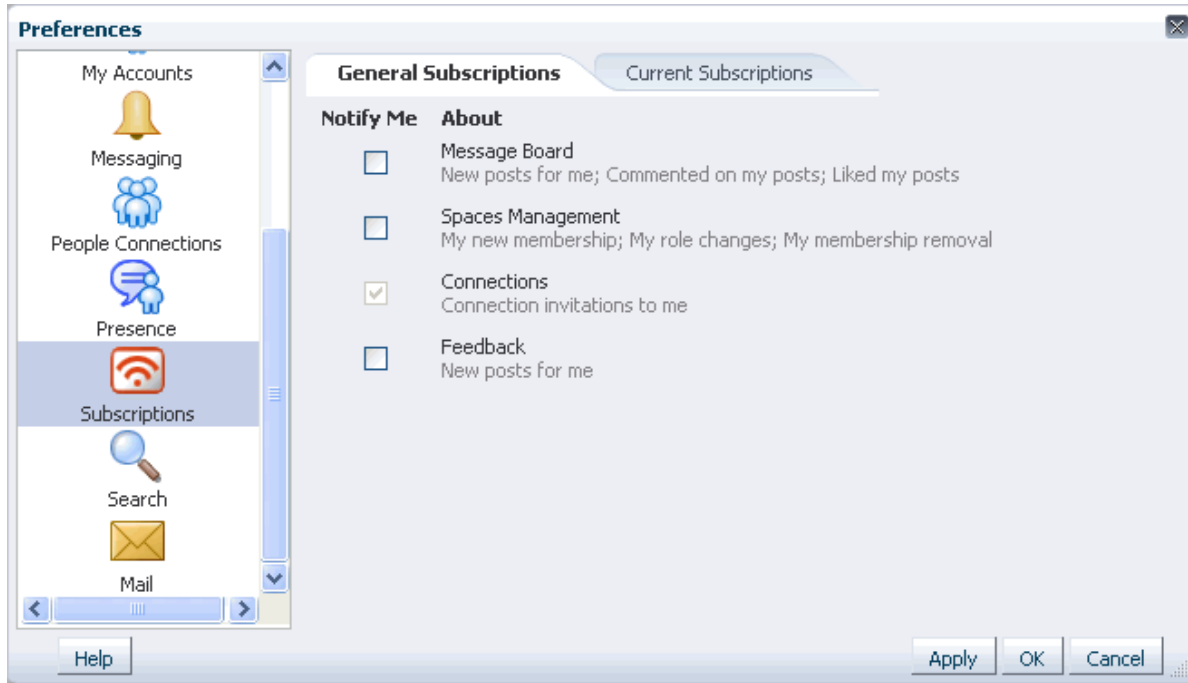 Preferences
My Accounts
Messaging
People Connections
Presence
Subscriptions
Search
Mail
General Subscriptions
Current Subscriptions
Notify Me About
Message Board
New posts for me; Commented on my posts; Liked my posts
Spaces Management
My new membership; My role changes; My membership removal
Connections
Connection invitations to me
Feedback
New posts for me
Help
Apply
OK
Cancel